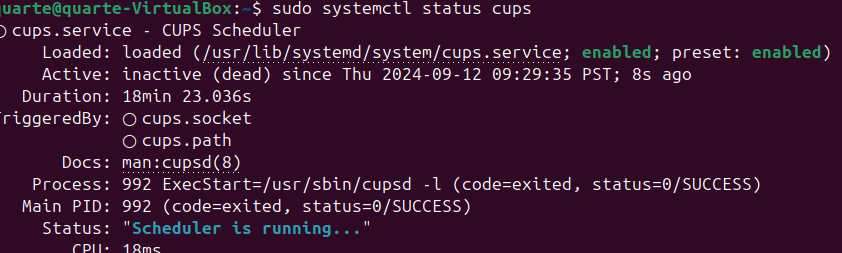 quarte@quarte-VirtualBox:~$ sudo systemctl status cups
○ cups.service - CUPS Scheduler
Loaded: loaded (/usr/lib/systemd/system/cups.service; enabled; preset: enabled)
Active: inactive (dead) since Thu 2024-09-12 09:29:35 PST; 8s ago
Duration: 18min 23.036s
TriggeredBy: ○ cups.socket
○ cups.path
Docs: man:cupsd(8)
Process: 992 ExecStart=/usr/sbin/cupsd -l (code=exited, status=0/SUCCESS)
Main PID: 992 (code=exited, status=0/SUCCESS)
Status: "Scheduler is running..."
CPU: 18ms